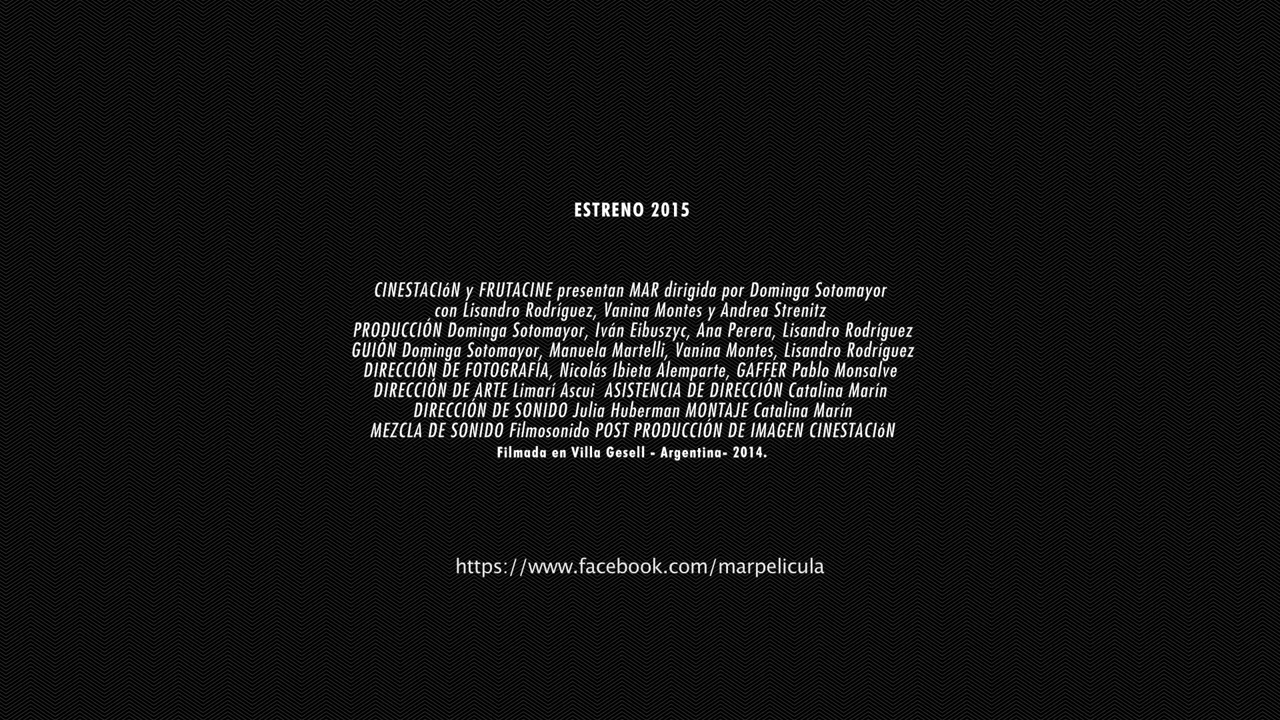 ESTRENO 2015
CINESTACIóN y FRUTACINE presentan MAR dirigida por Dominga Sotomayor
con Lisandro Rodríguez, Vanina Montes y Andrea Strenitz
PRODUCCIÓN Dominga Sotomayor, Iván Eibuszyc, Ana Perera, Lisandro Rodríguez
GUIÓN Dominga Sotomayor, Manuela Martelli, Vanina Montes, Lisandro Rodríguez
DIRECCIÓN DE FOTOGRAFÍA, Nicolás Ibieta Alemparte, GAFFER Pablo Monsalve
DIRECCIÓN DE ARTE Limarí Ascui ASISTENCIA DE DIRECCIÓN Catalina Marín
DIRECCIÓN DE SONIDO Julia Huberman MONTAJE Catalina Marín
MEZCLA DE SONIDO Filmosonido POST PRODUCCIÓN DE IMAGEN CINESTACIóN
Filmada en Villa Gesell - Argentina- 2014.
https://www.facebook.com/marpelicula